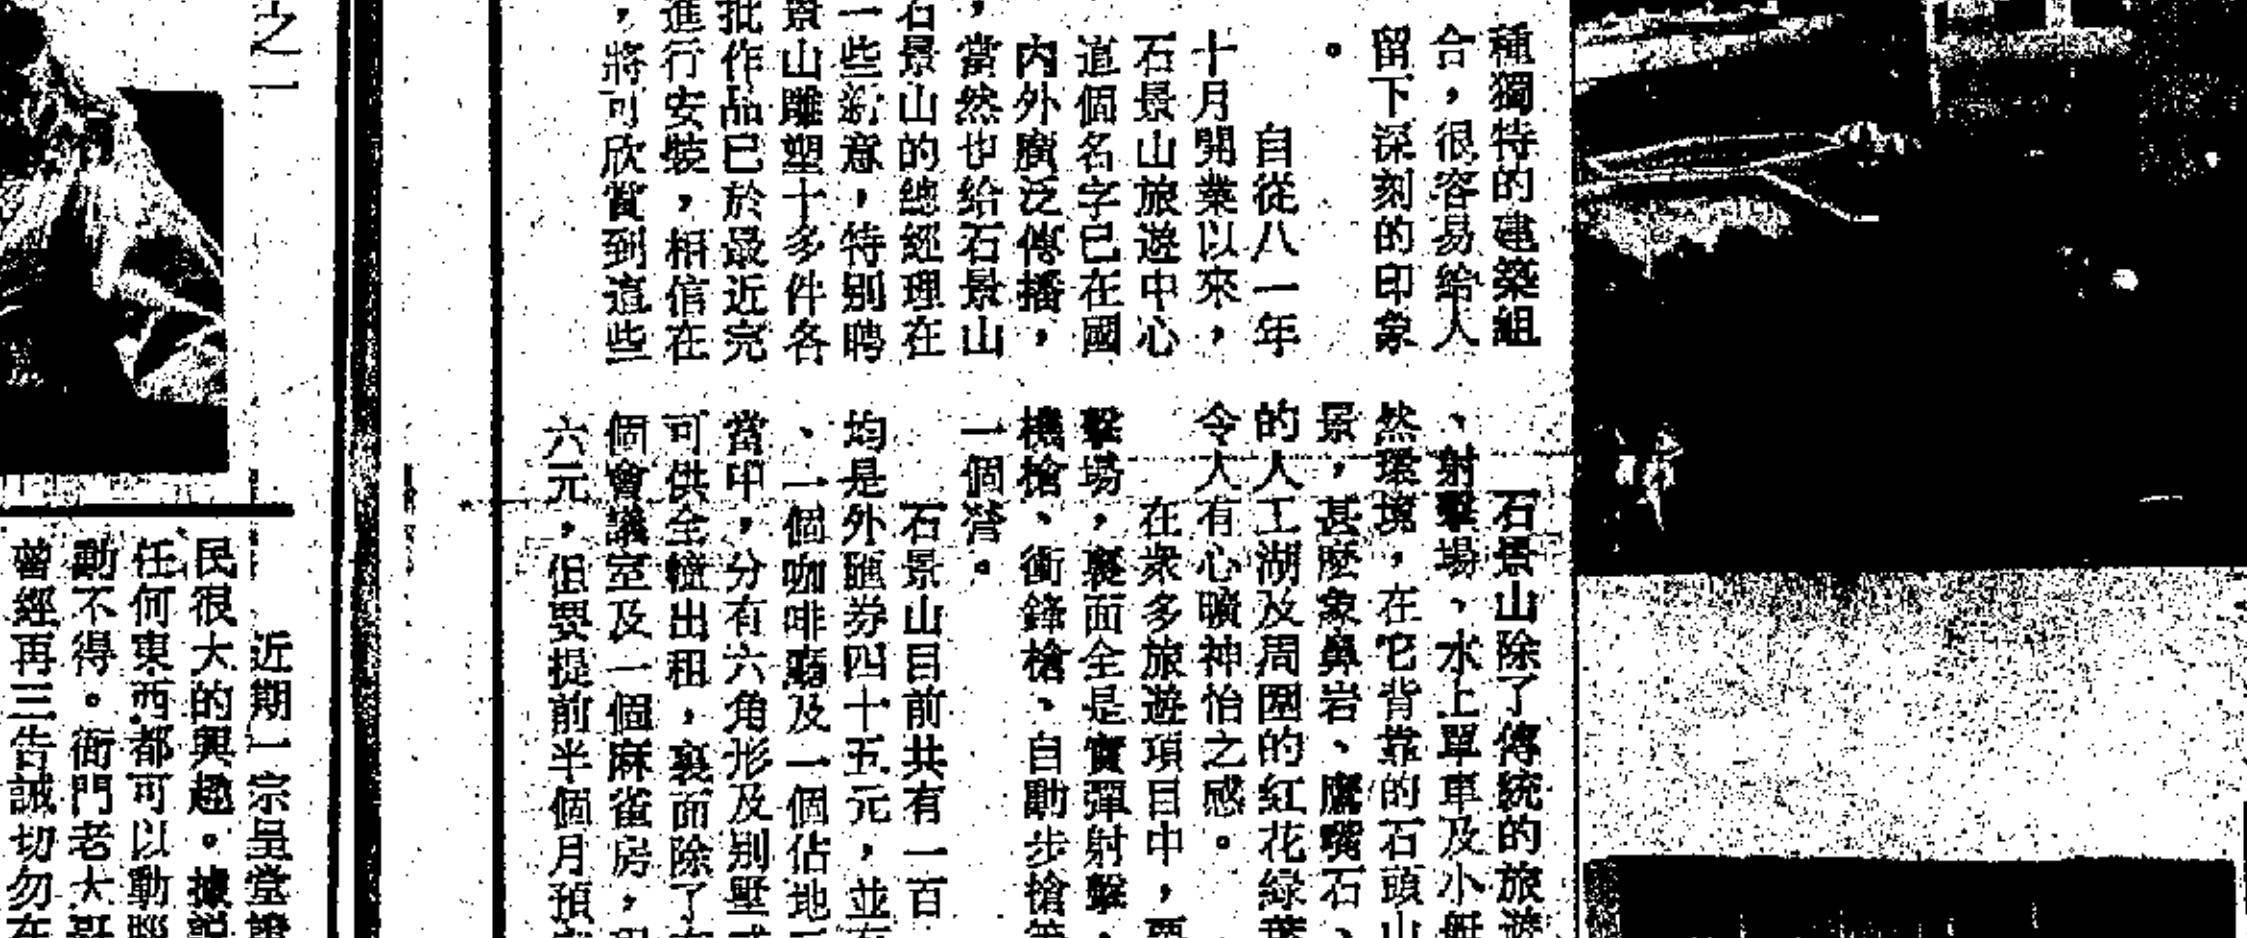 種獨特的建築組
合，很容易給人
留下深刻的印象
。
自從八一年
十月開業以來，
石景山旅遊中心
這個名字已在國
內外廣泛傳播，
，當然也給石景山
石景山的總經理在
一些新意，特別聘
景山雕塑十多件各
批作品已於最近完
進行安裝，相信在
，將可欣賞到這些
石景山除了傳統的旅遊
、射擊場、水上單車及小艇
然環境，在它背靠的石頭山
景，甚麼象鼻岩、鷹嘴石、
的人工湖及周圍的紅花綠葉
令人有心曠神怡之感。
在衆多旅遊項目中，要
擊場，裏面全是實彈射擊，
機槍、衝鋒槍、自動步槍等
一個營。
石景山目前共有一百
均是外匯券四十五元，並有
、一個咖啡廳及一個佔地
當中，分有六角形及別墅式
可供全幢出租，裏面除了
個會議室及一個麻雀房，
六元，但要提前半個月預
之一
近期一宗呈堂證
民很大的興趣。據説
任何東西都可以動腦
動不得。衙門老大哥
曾經再三告誡切勿在